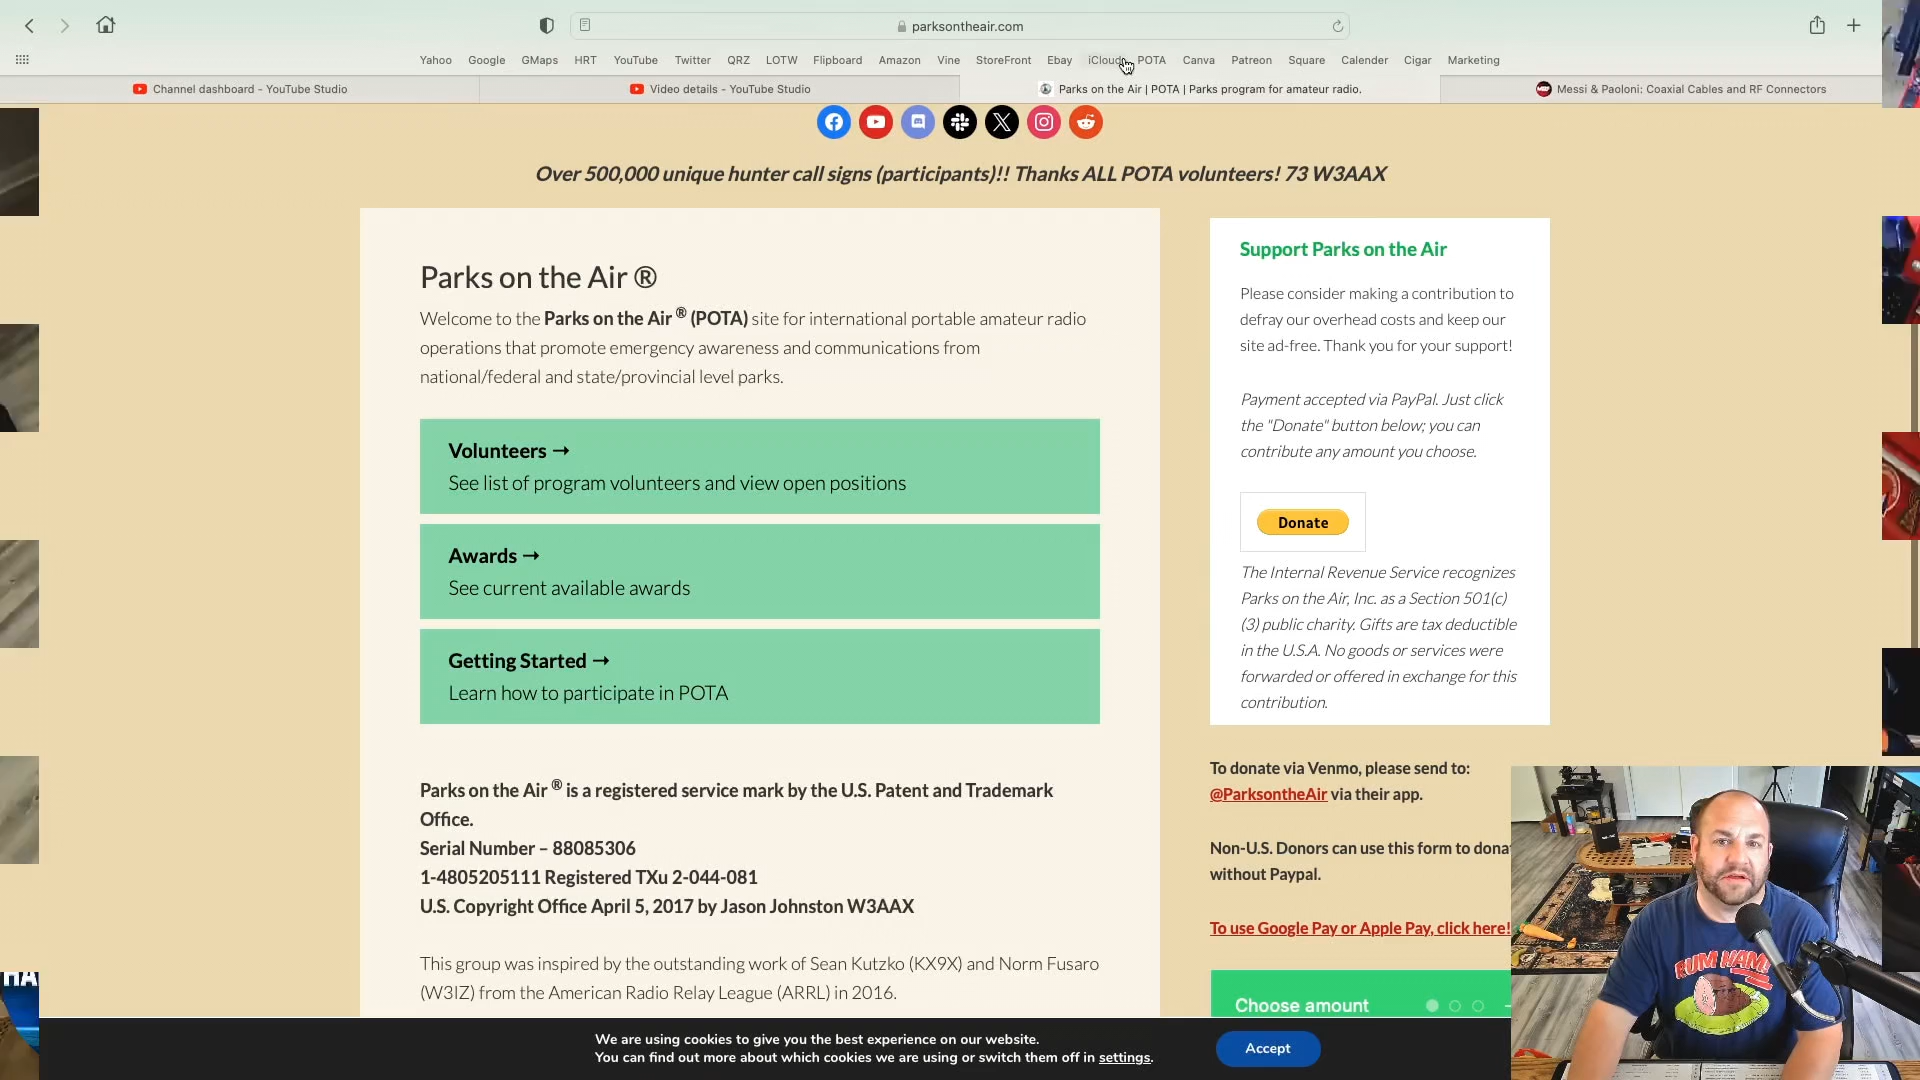 parksontheair.com
Yahoo Google GMaps HRT YouTube Twitter QRZ LOTW Flipboard Amazon Vine StoreFront Ebay iCloud POTA Canva Patreon Square Calender Cigar Marketing
Channel dashboard - YouTube Studio
Video details - YouTube Studio
Parks on the Air | POTA | Parks program for amateur radio.
Messi & Paoloni: Coaxial Cables and RF Connectors
Over 500,000 unique hunter call signs (participants)!! Thanks ALL POTA volunteers! 73 W3AAX
Parks on the Air ®
Welcome to the Parks on the Air ® (POTA) site for international portable amateur radio
operations that promote emergency awareness and communications from
national/federal and state/provincial level parks.
Volunteers →
See list of program volunteers and view open positions
Awards →
See current available awards
Getting Started →
Learn how to participate in POTA
Parks on the Air ® is a registered service mark by the U.S. Patent and Trademark
Office.
Serial Number – 88085306
1-4805205111 Registered TXu 2-044-081
U.S. Copyright Office April 5, 2017 by Jason Johnston W3AAX
This group was inspired by the outstanding work of Sean Kutzko (KX9X) and Norm Fusaro
(W3IZ) from the American Radio Relay League (ARRL) in 2016.
Support Parks on the Air
Please consider making a contribution to
defray our overhead costs and keep our
site ad-free. Thank you for your support!
Payment accepted via PayPal. Just click
the "Donate" button below; you can
contribute any amount you choose.
Donate
The Internal Revenue Service recognizes
Parks on the Air, Inc. as a Section 501(c)
(3) public charity. Gifts are tax deductible
in the U.S.A. No goods or services were
forwarded or offered in exchange for this
contribution.
To donate via Venmo, please send to:
@ParksontheAir via their app.
Non-U.S. Donors can use this form to dona
without Paypal.
To use Google Pay or Apple Pay, click here!
Choose amount
RUM HAM!
HA
We are using cookies to give you the best experience on our website.
You can find out more about which cookies we are using or switch them off in settings.
Accept